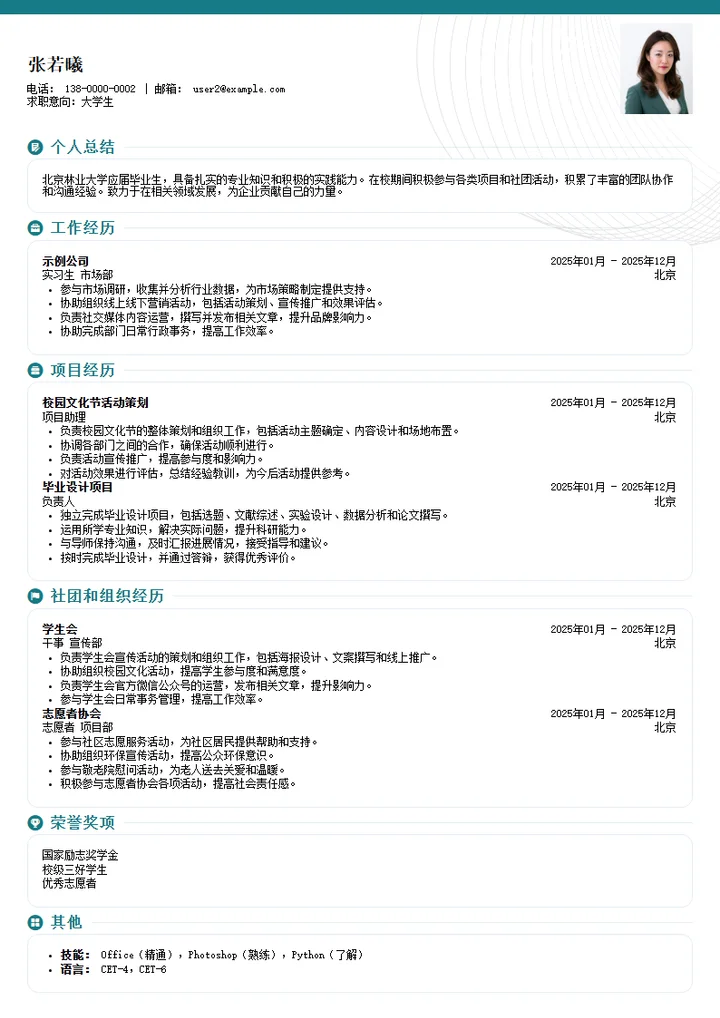 张若曦
电话： 138-0000-0002 | 邮箱： user2@example.com
求职意向：大学生
个人总结
北京林业大学应届毕业生，具备扎实的专业知识和积极的实践能力。在校期间积极参与各类项目和社团活动，积累了丰富的团队协作
和沟通经验。致力于在相关领域发展，为企业贡献自己的力量。
工作经历
示例公司 2025年01月 - 2025年12月
实习生 市场部 北京
• 参与市场调研，收集并分析行业数据，为市场策略制定提供支持。
• 协助组织线上线下营销活动，包括活动策划、宣传推广和效果评估。
• 负责社交媒体内容运营，撰写并发布相关文章，提升品牌影响力。
• 协助完成部门日常行政事务，提高工作效率。
项目经历
校园文化节活动策划 2025年01月 - 2025年12月
项目助理 北京
• 负责校园文化节的整体策划和组织工作，包括活动主题确定、内容设计和场地布置。
• 协调各部门之间的合作，确保活动顺利进行。
• 负责活动宣传推广，提高参与度和影响力。
• 对活动效果进行评估，总结经验教训，为今后活动提供参考。
毕业设计项目 2025年01月 - 2025年12月
负责人 北京
• 独立完成毕业设计项目，包括选题、文献综述、实验设计、数据分析和论文撰写。
• 运用所学专业知识，解决实际问题，提升科研能力。
• 与导师保持沟通，及时汇报进展情况，接受指导和建议。
• 按时完成毕业设计，并通过答辩，获得优秀评价。
社团和组织经历
学生会 2025年01月 - 2025年12月
干事 宣传部 北京
• 负责学生会宣传活动的策划和组织工作，包括海报设计、文案撰写和线上推广。
• 协助组织校园文化活动，提高学生参与度和满意度。
• 负责学生会官方微信公众号的运营，发布相关文章，提升影响力。
• 参与学生会日常事务管理，提高工作效率。
志愿者协会 2025年01月 - 2025年12月
志愿者 项目部 北京
• 参与社区志愿服务活动，为社区居民提供帮助和支持。
• 协助组织环保宣传活动，提高公众环保意识。
• 参与敬老院慰问活动，为老人送去关爱和温暖。
• 积极参与志愿者协会各项活动，提高社会责任感。
荣誉奖项
国家励志奖学金
校级三好学生
优秀志愿者
其他
• 技能： Office（精通），Photoshop（熟练），Python（了解）
• 语言： CET-4，CET-6